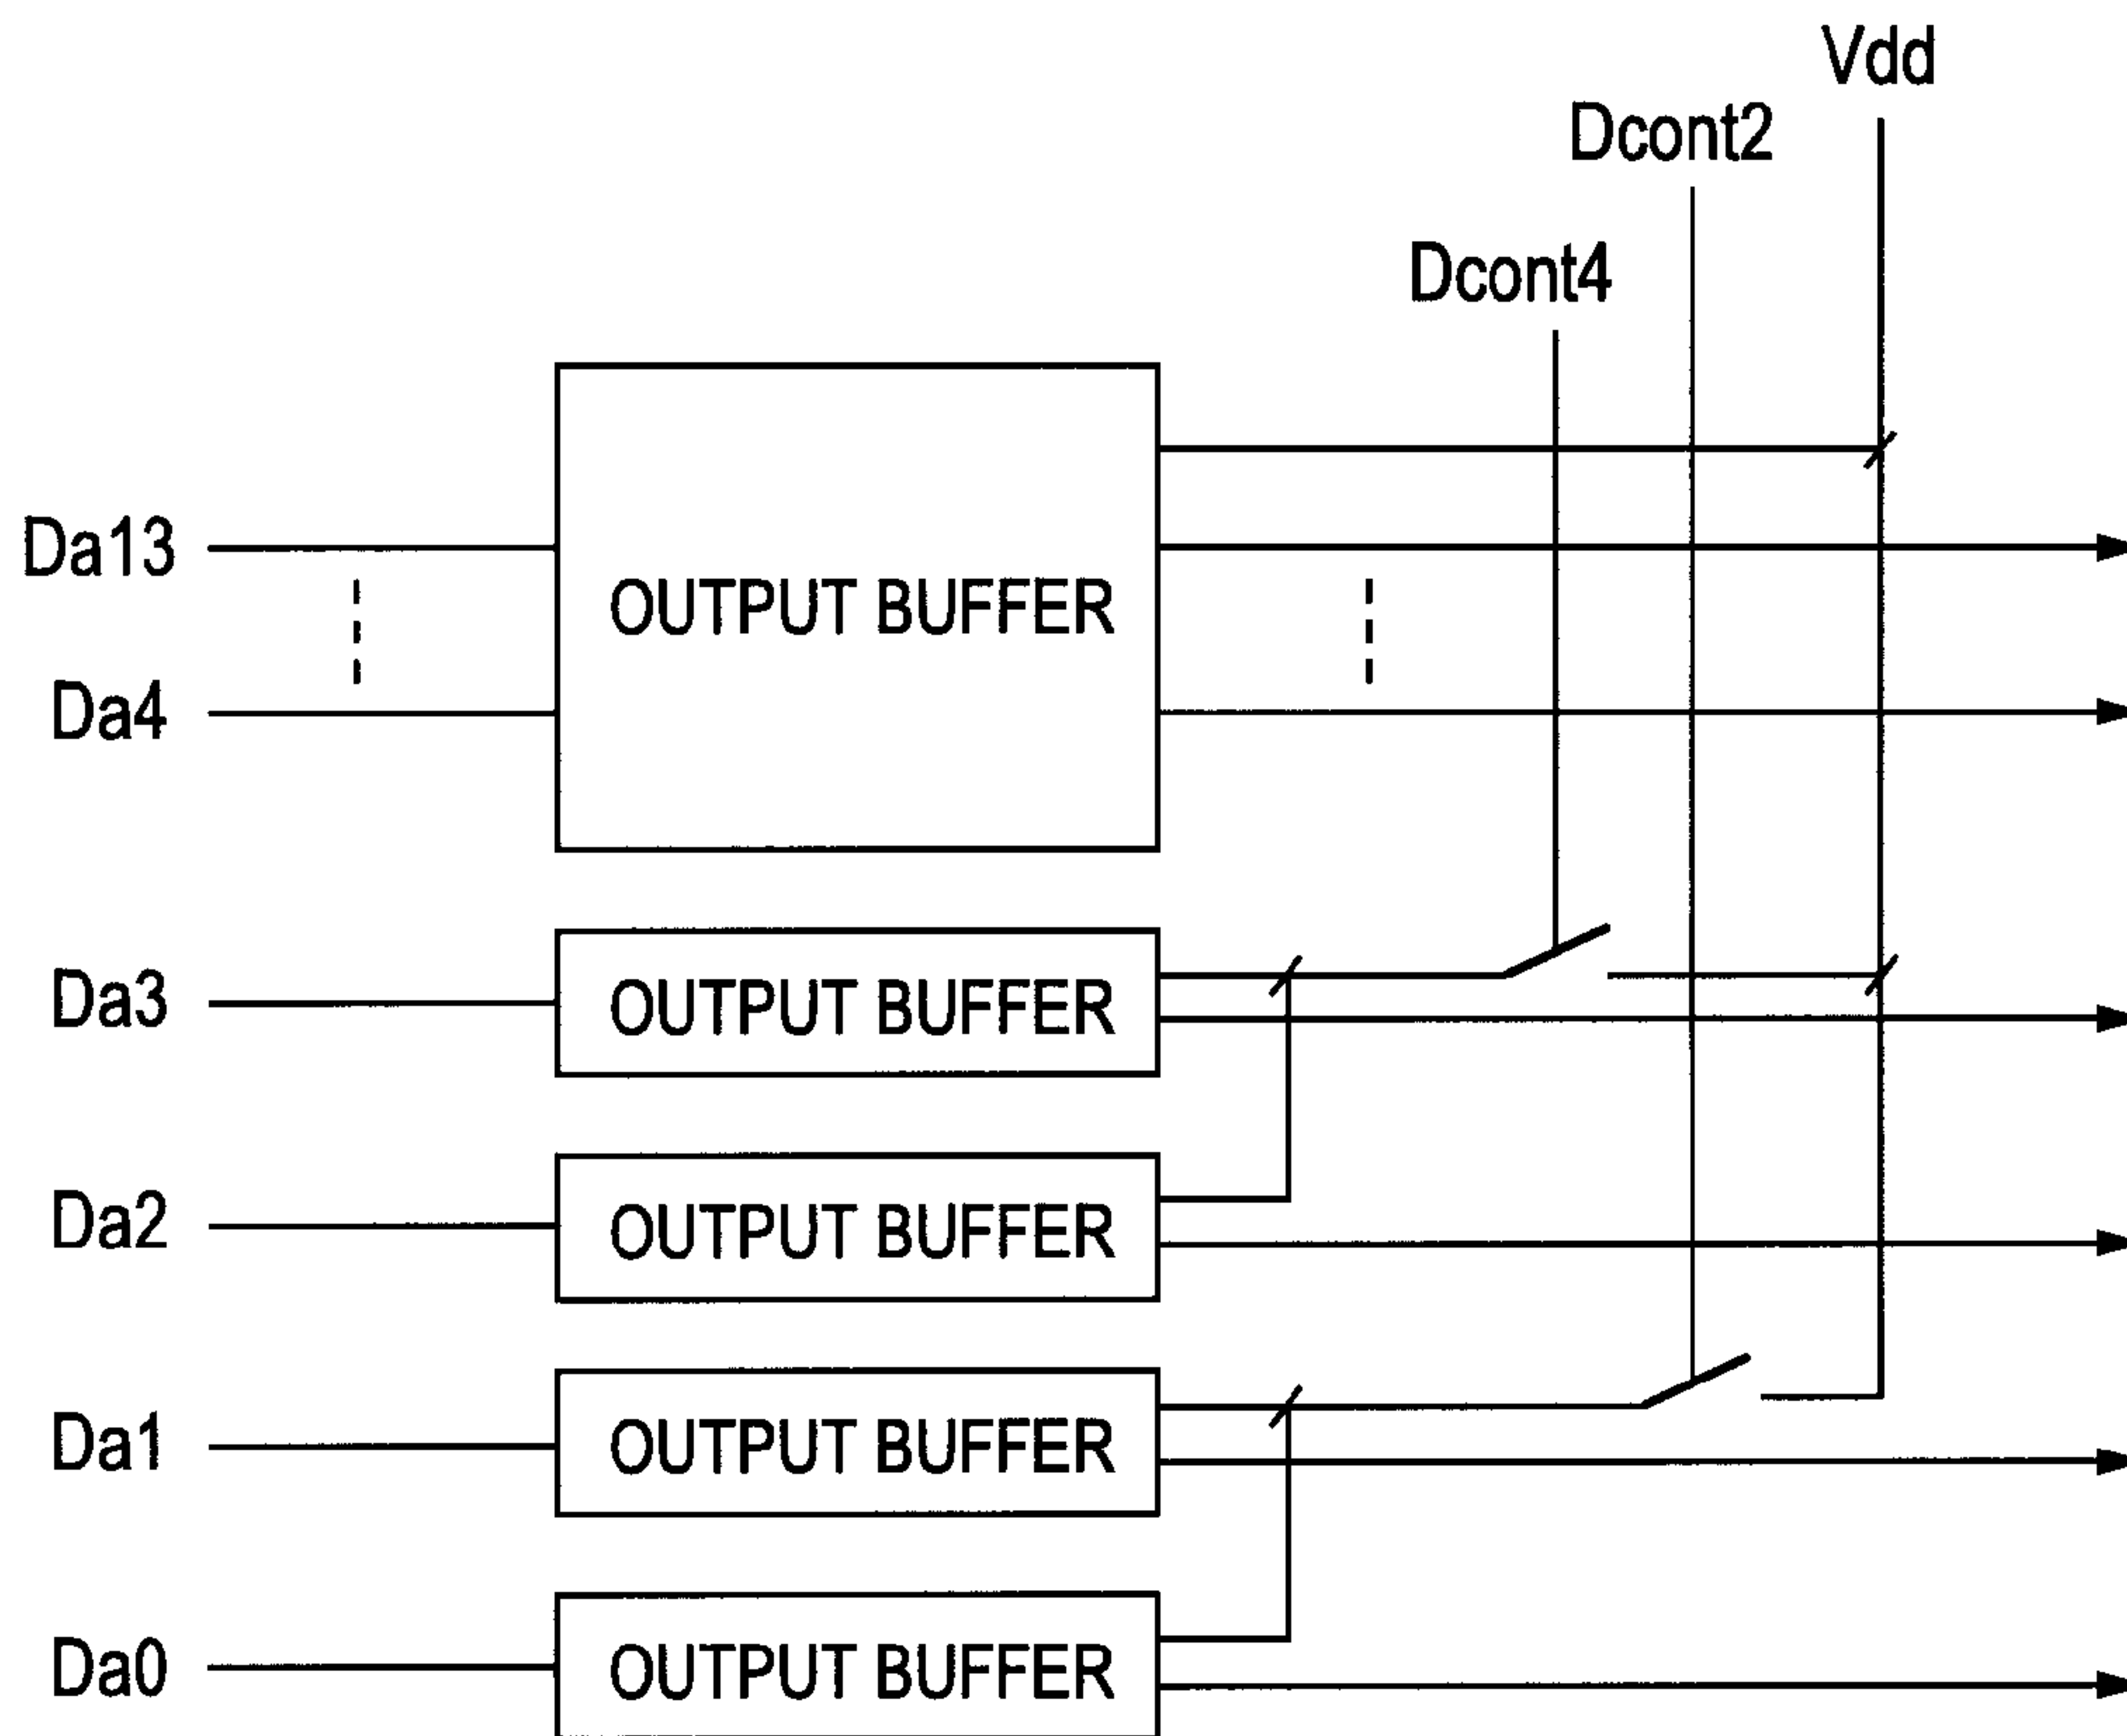 Vdd
Dcont2
Dcont4
Da13
OUTPUT BUFFER
Da4
Da3
OUTPUT BUFFER
Da2
OUTPUT BUFFER
Da1
OUTPUT BUFFER
Da0
OUTPUT BUFFER